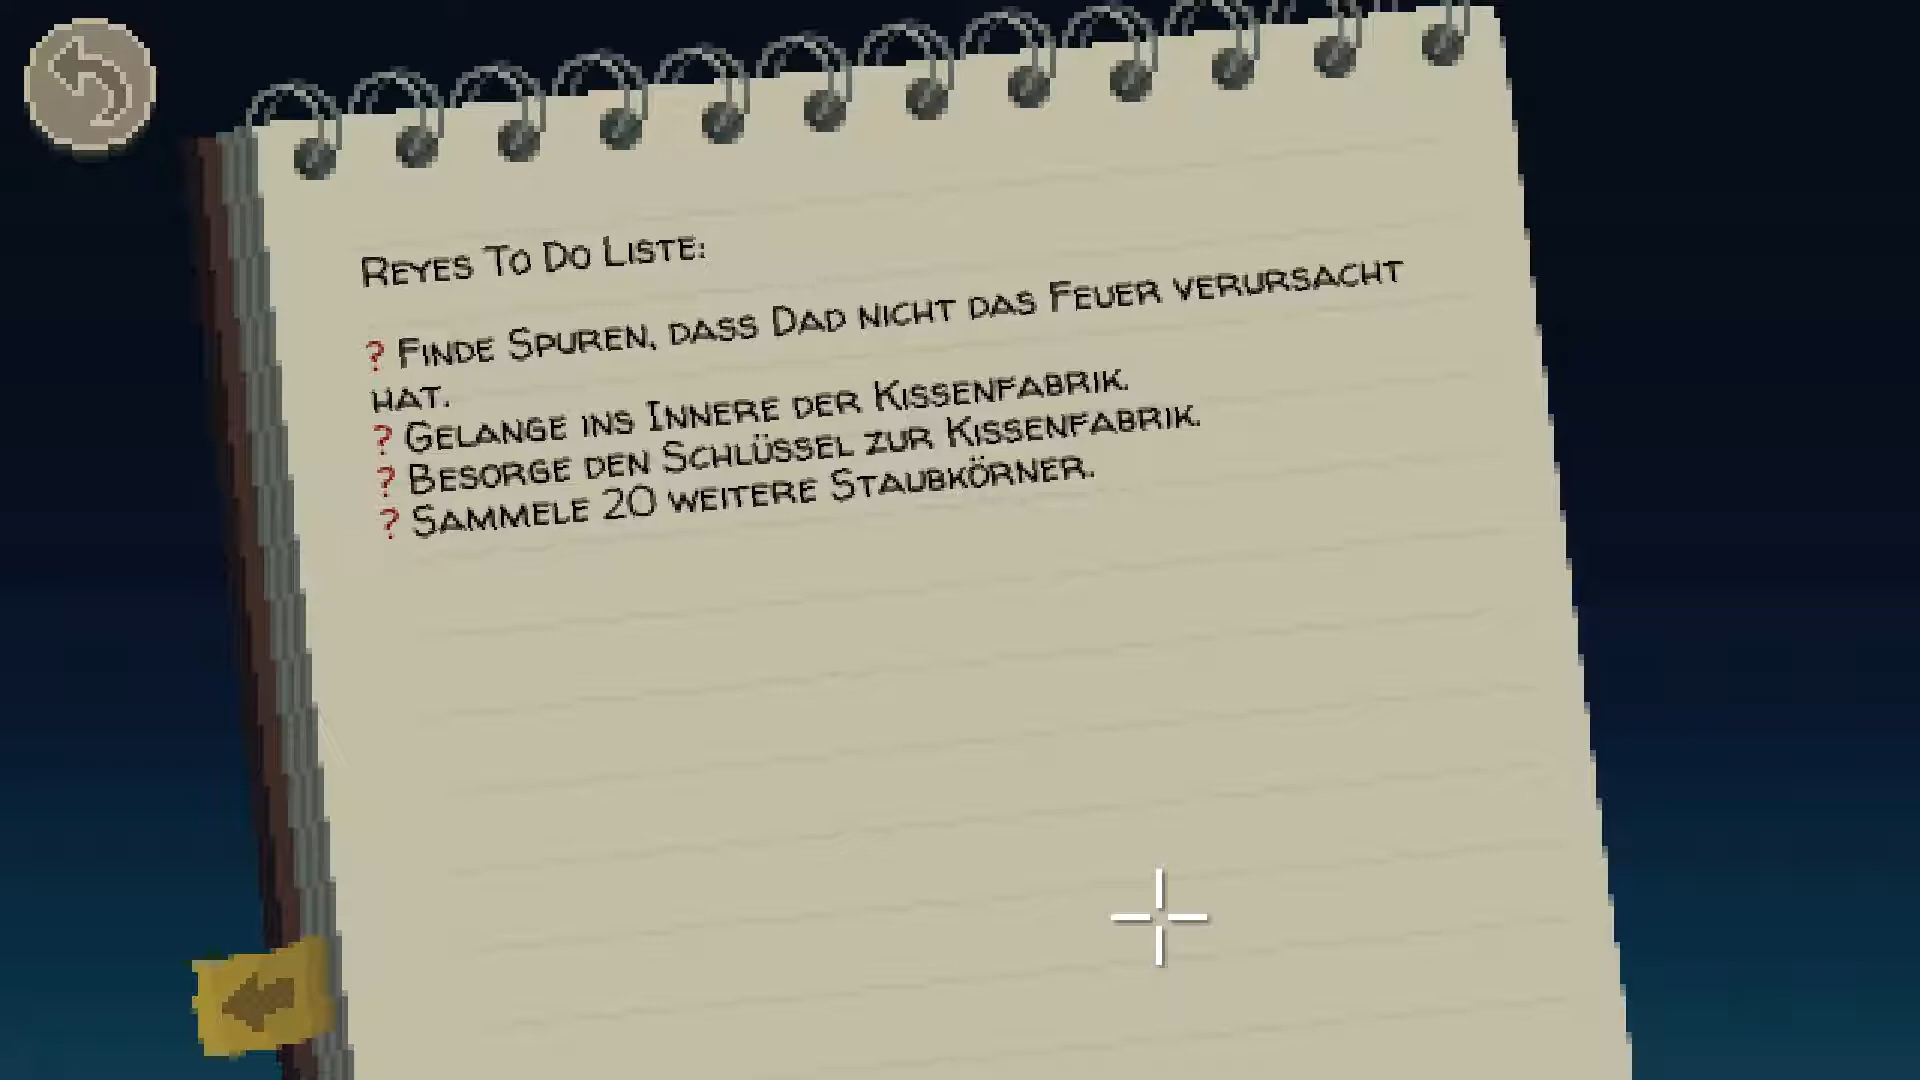 Reyes To Do Liste:
? Finde Spuren, dass Dad nicht das Feuer verursacht
hat.
? Gelange ins Innere der Kissenfabrik.
? Besorge den Schlüssel zur Kissenfabrik.
? Sammele 20 weitere Staubkörner.